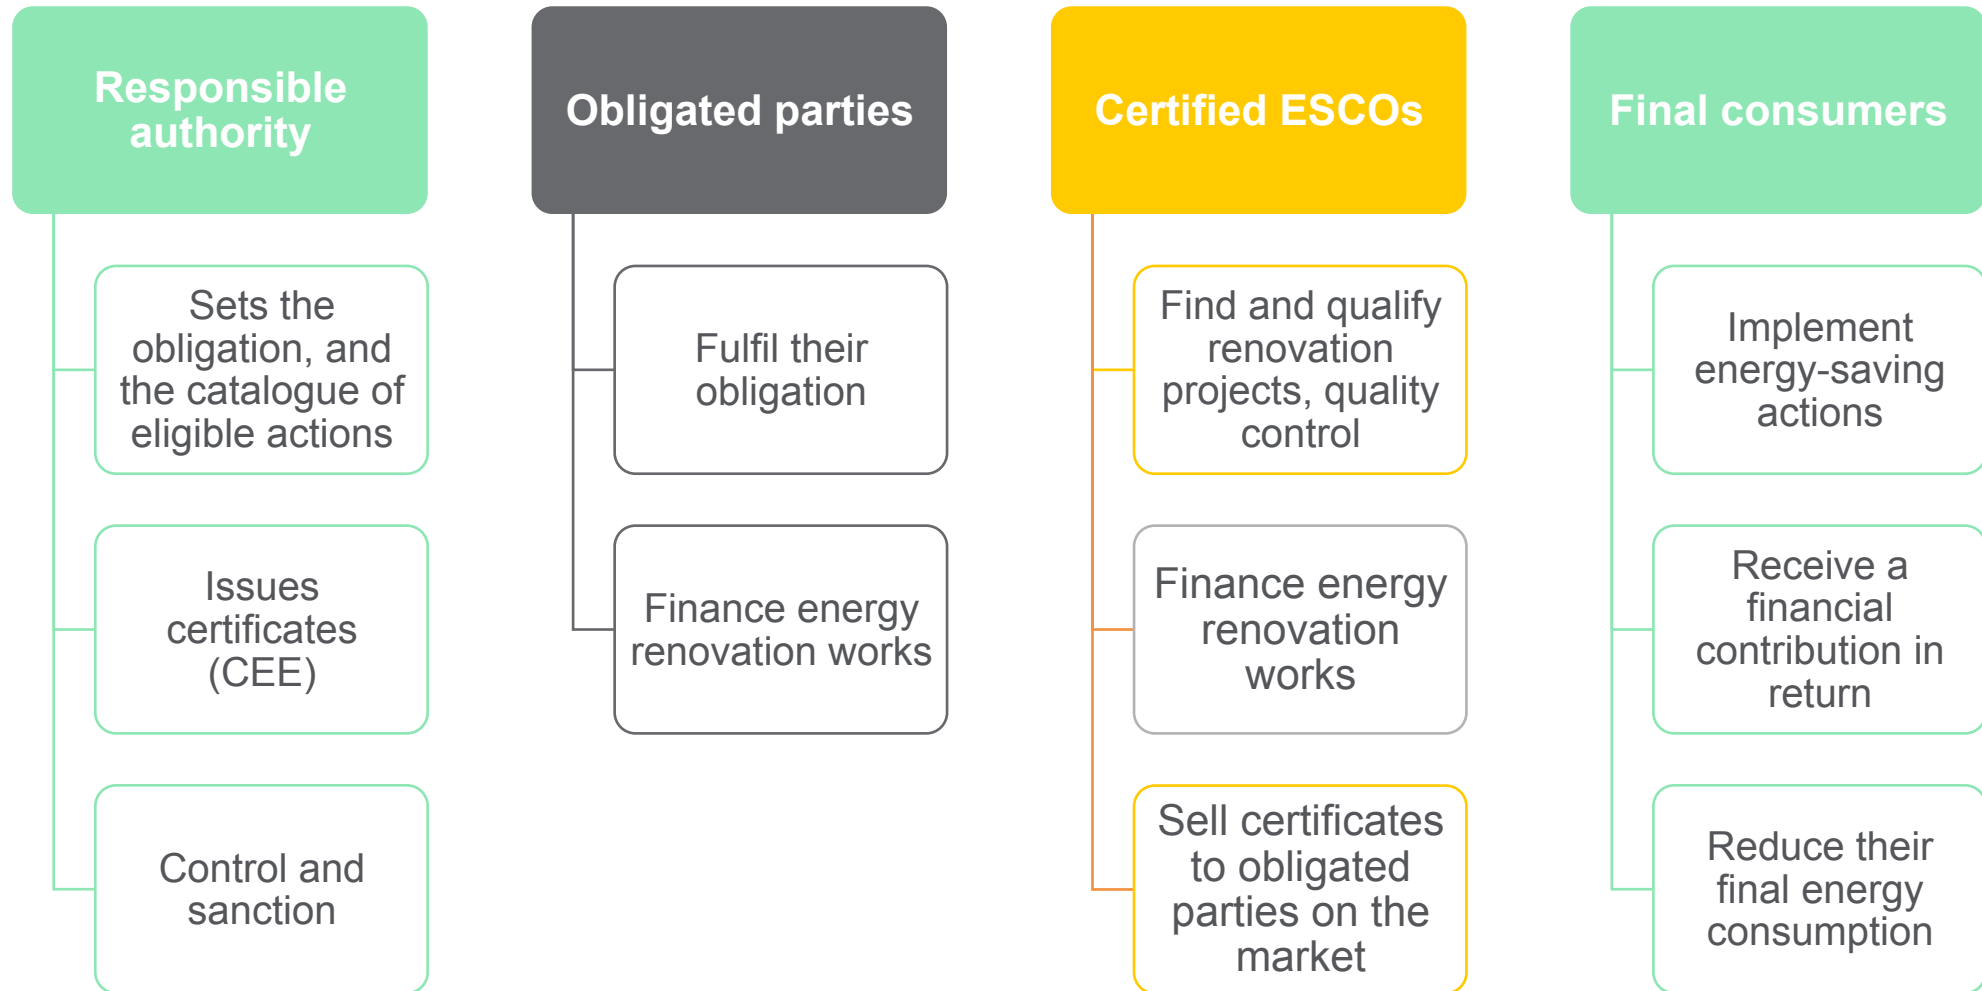 Responsible
authority
Sets the
obligation, and
the catalogue of
eligible actions
Issues
certificates
(CEE)
Control and
sanction
Obligated parties
Fulfil their
obligation
Finance energy
renovation works
Certified ESCOs
Find and qualify
renovation
projects, quality
control
Finance energy
renovation
works
Sell certificates
to obligated
parties on the
market
Final consumers
Implement
energy-saving
actions
Receive a
financial
contribution in
return
Reduce their
final energy
consumption